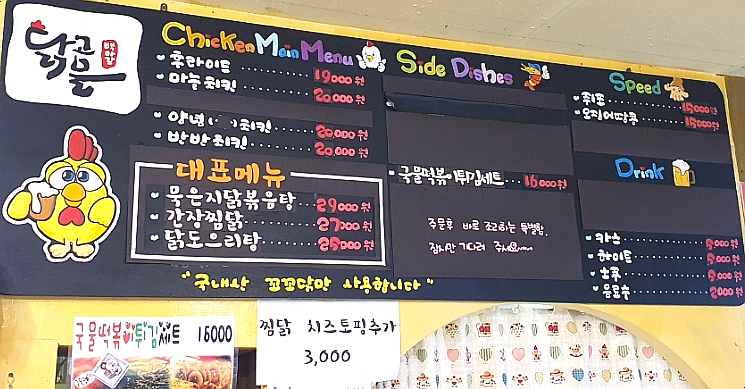 닭곰
Chicken Main Menu
후라이드 19000원
마늘치킨 20,000원
양념( )치킨 20,000원
반반치킨 20,000원
대표메뉴
묵은지닭볶음탕 29000원
간장찜닭 27000원
닭도리탕 25000원
"국내산 꼬꼬닭만 사용합니다"
Side Dishes
국물떡볶이튀김세트 16000원
주문후 바로 조리하는 특별함,
잠시만 기다려 주세요
Speed
쥐포 15000원
오징어땅콩 15000원
Drink
카스 5000원
하이트 5000원
소주 5000원
음료수 2000원
국물떡볶이튀김세트 16000
찜닭 치즈토핑추가
3,000